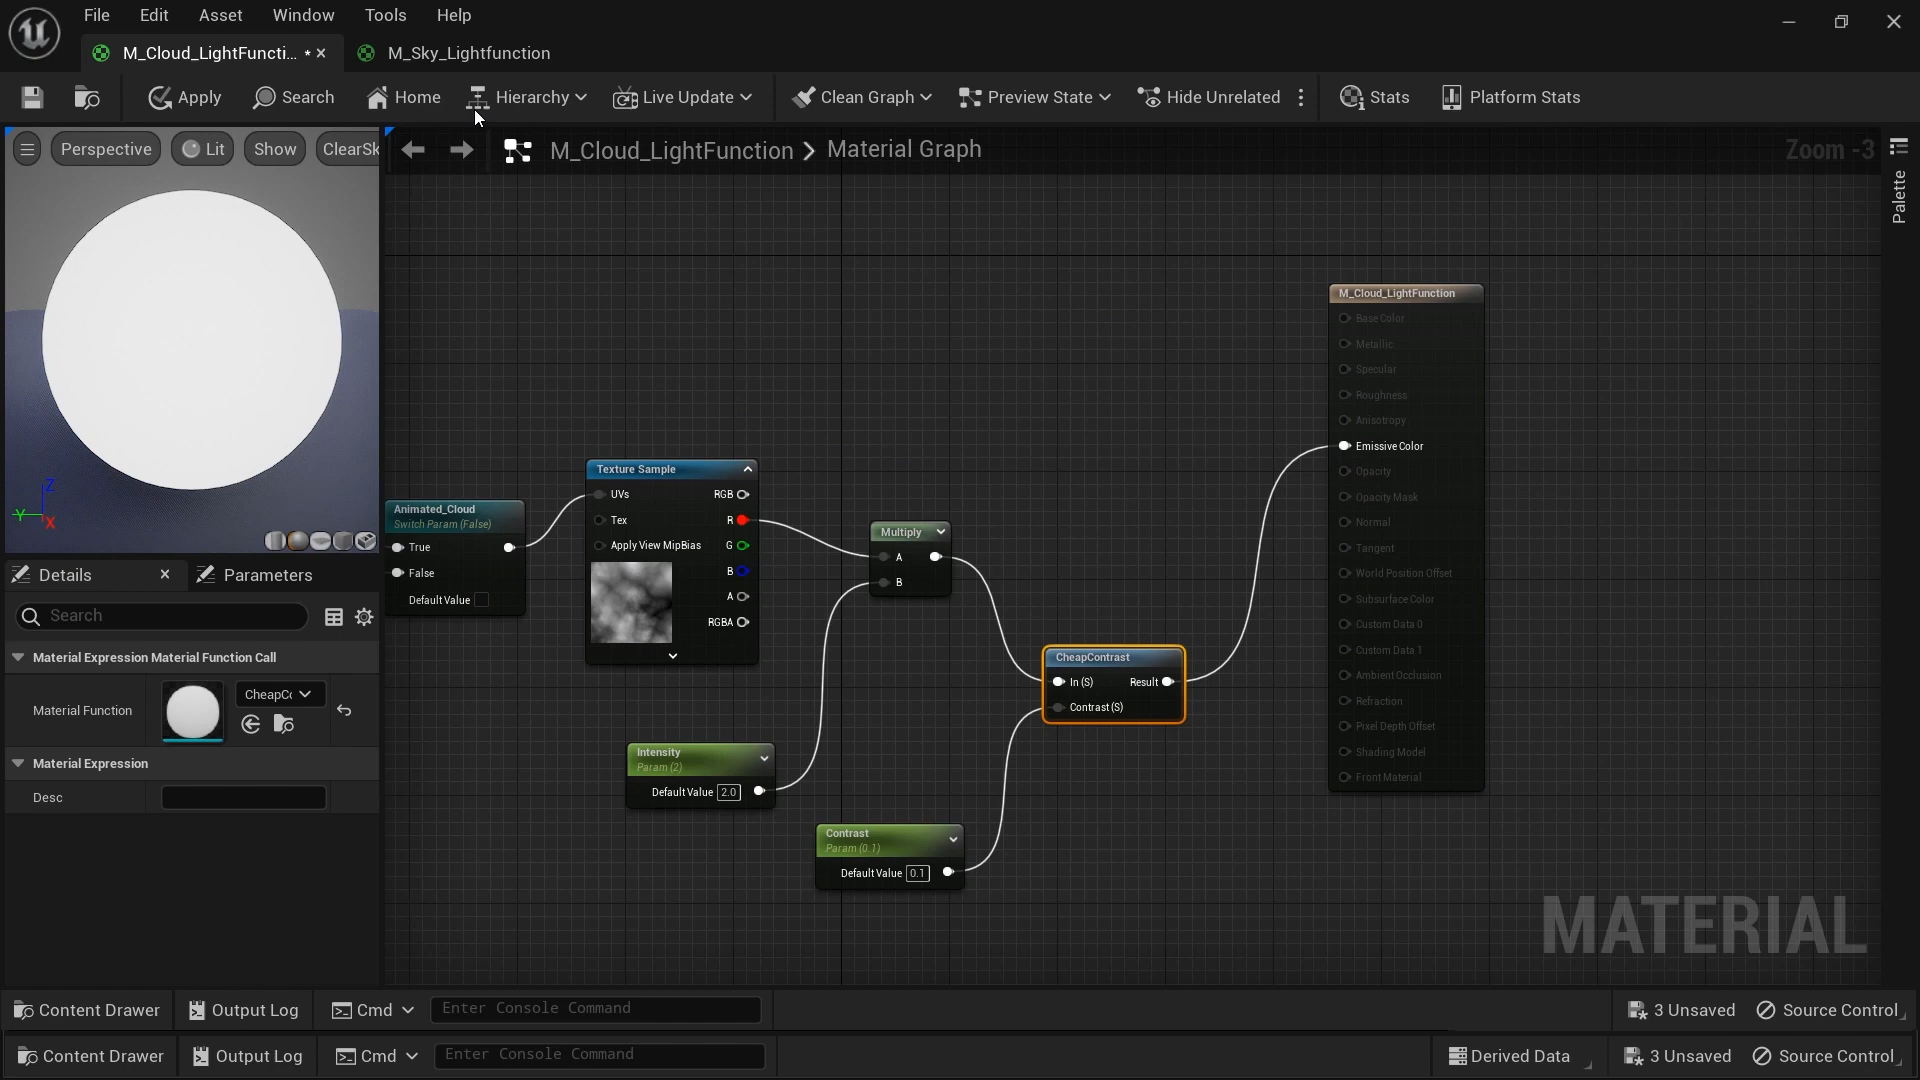 File Edit Asset Window Tools Help
M_Cloud_LightFuncti... •
M_Sky_Lightfunction
Apply Search Home Hierarchy Live Update Clean Graph Preview State Hide Unrelated Stats Platform Stats
Perspective Lit Show ClearSk
M_Cloud_LightFunction > Material Graph
Zoom -3
Palette
M_Cloud_LightFunction
Base Color
Metallic
Specular
Roughness
Anisotropy
Emissive Color
Opacity
Opacity Mask
Normal
Tangent
World Position Offset
Subsurface Color
Custom Data 0
Custom Data 1
Ambient Occlusion
Refraction
Pixel Depth Offset
Shading Model
Front Material
Texture Sample
UVs RGB
Tex R
Apply View MipBias G
B
A
RGBA
Animated_Cloud
Switch Param (False)
True
False
Default Value
Multiply
A
B
CheapContrast
In (S) Result
Contrast (S)
Intensity
Param (2)
Default Value 2.0
Contrast
Param (0.1)
Default Value 0.1
Z
Y
X
Details Parameters
Search
Material Expression Material Function Call
Material Function CheapCo
Material Expression
Desc
MATERIAL
Content Drawer Output Log Cmd Enter Console Command 3 Unsaved Source Control
Content Drawer Output Log Cmd Enter Console Command Derived Data 3 Unsaved Source Control